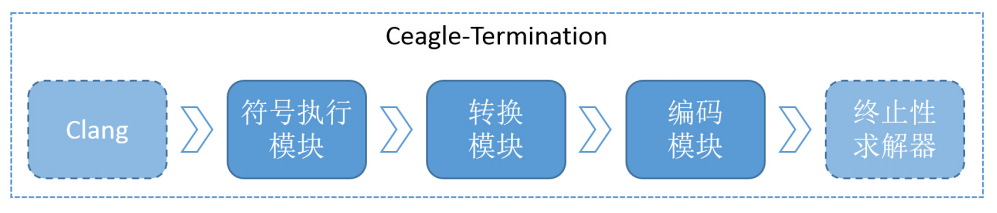 Ceagle-Termination
Clang
符号执行
模块
转换
模块
编码
模块
终止性
求解器